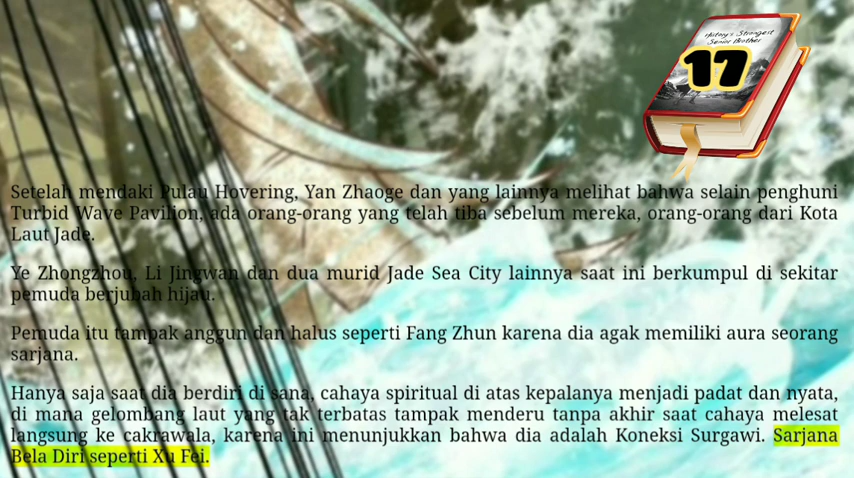 History's Strongest
Senior Brother
17
Setelah mendaki Pulau Hovering, Yan Zhaoge dan yang lainnya melihat bahwa selain penghuni
Turbid Wave Pavilion, ada orang-orang yang telah tiba sebelum mereka, orang-orang dari Kota
Laut Jade.
Ye Zhongzhou, Li Jingwan dan dua murid Jade Sea City lainnya saat ini berkumpul di sekitar
pemuda berjubah hijau.
Pemuda itu tampak anggun dan halus seperti Fang Zhun karena dia agak memiliki aura seorang
sarjana.
Hanya saja saat dia berdiri di sana, cahaya spiritual di atas kepalanya menjadi padat dan nyata,
di mana gelombang laut yang tak terbatas tampak menderu tanpa akhir saat cahaya melesat
langsung ke cakrawala, karena ini menunjukkan bahwa dia adalah Koneksi Surgawi. Sarjana
Bela Diri seperti Xu Fei.